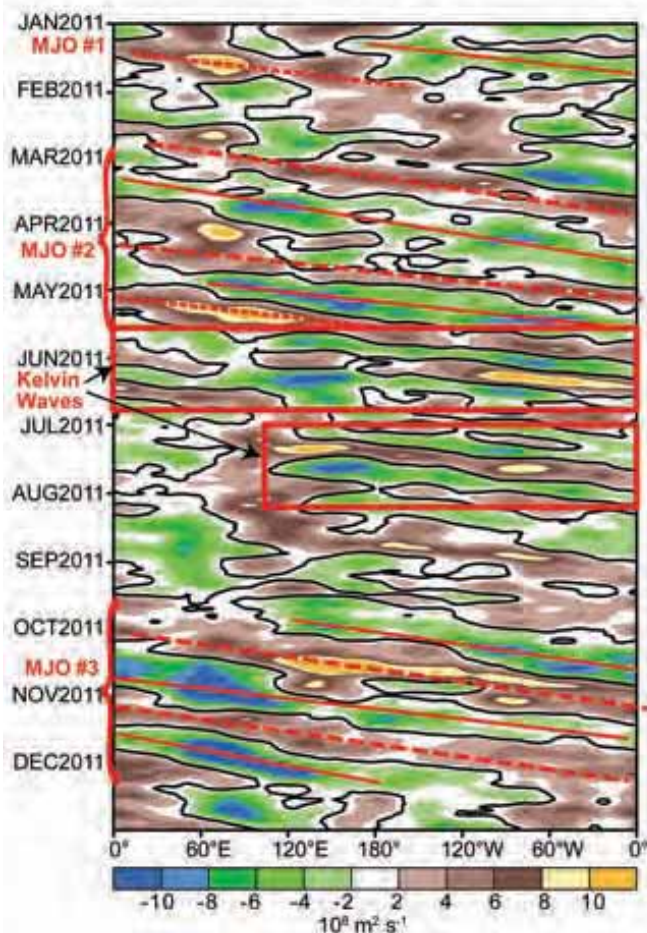 JAN2011
MJO #1
FEB2011
MAR2011
APR2011
MJO #2
MAY2011
JUN2011
Kelvin
Waves
JUL2011
AUG2011
SEP2011
OCT2011
MJO #3
NOV2011
DEC2011
0° 60°E 120°E 180° 120°W 60°W 0°
-10 -8 -6 -4 -2 2 4 6 8 10
10⁶ m² s⁻¹